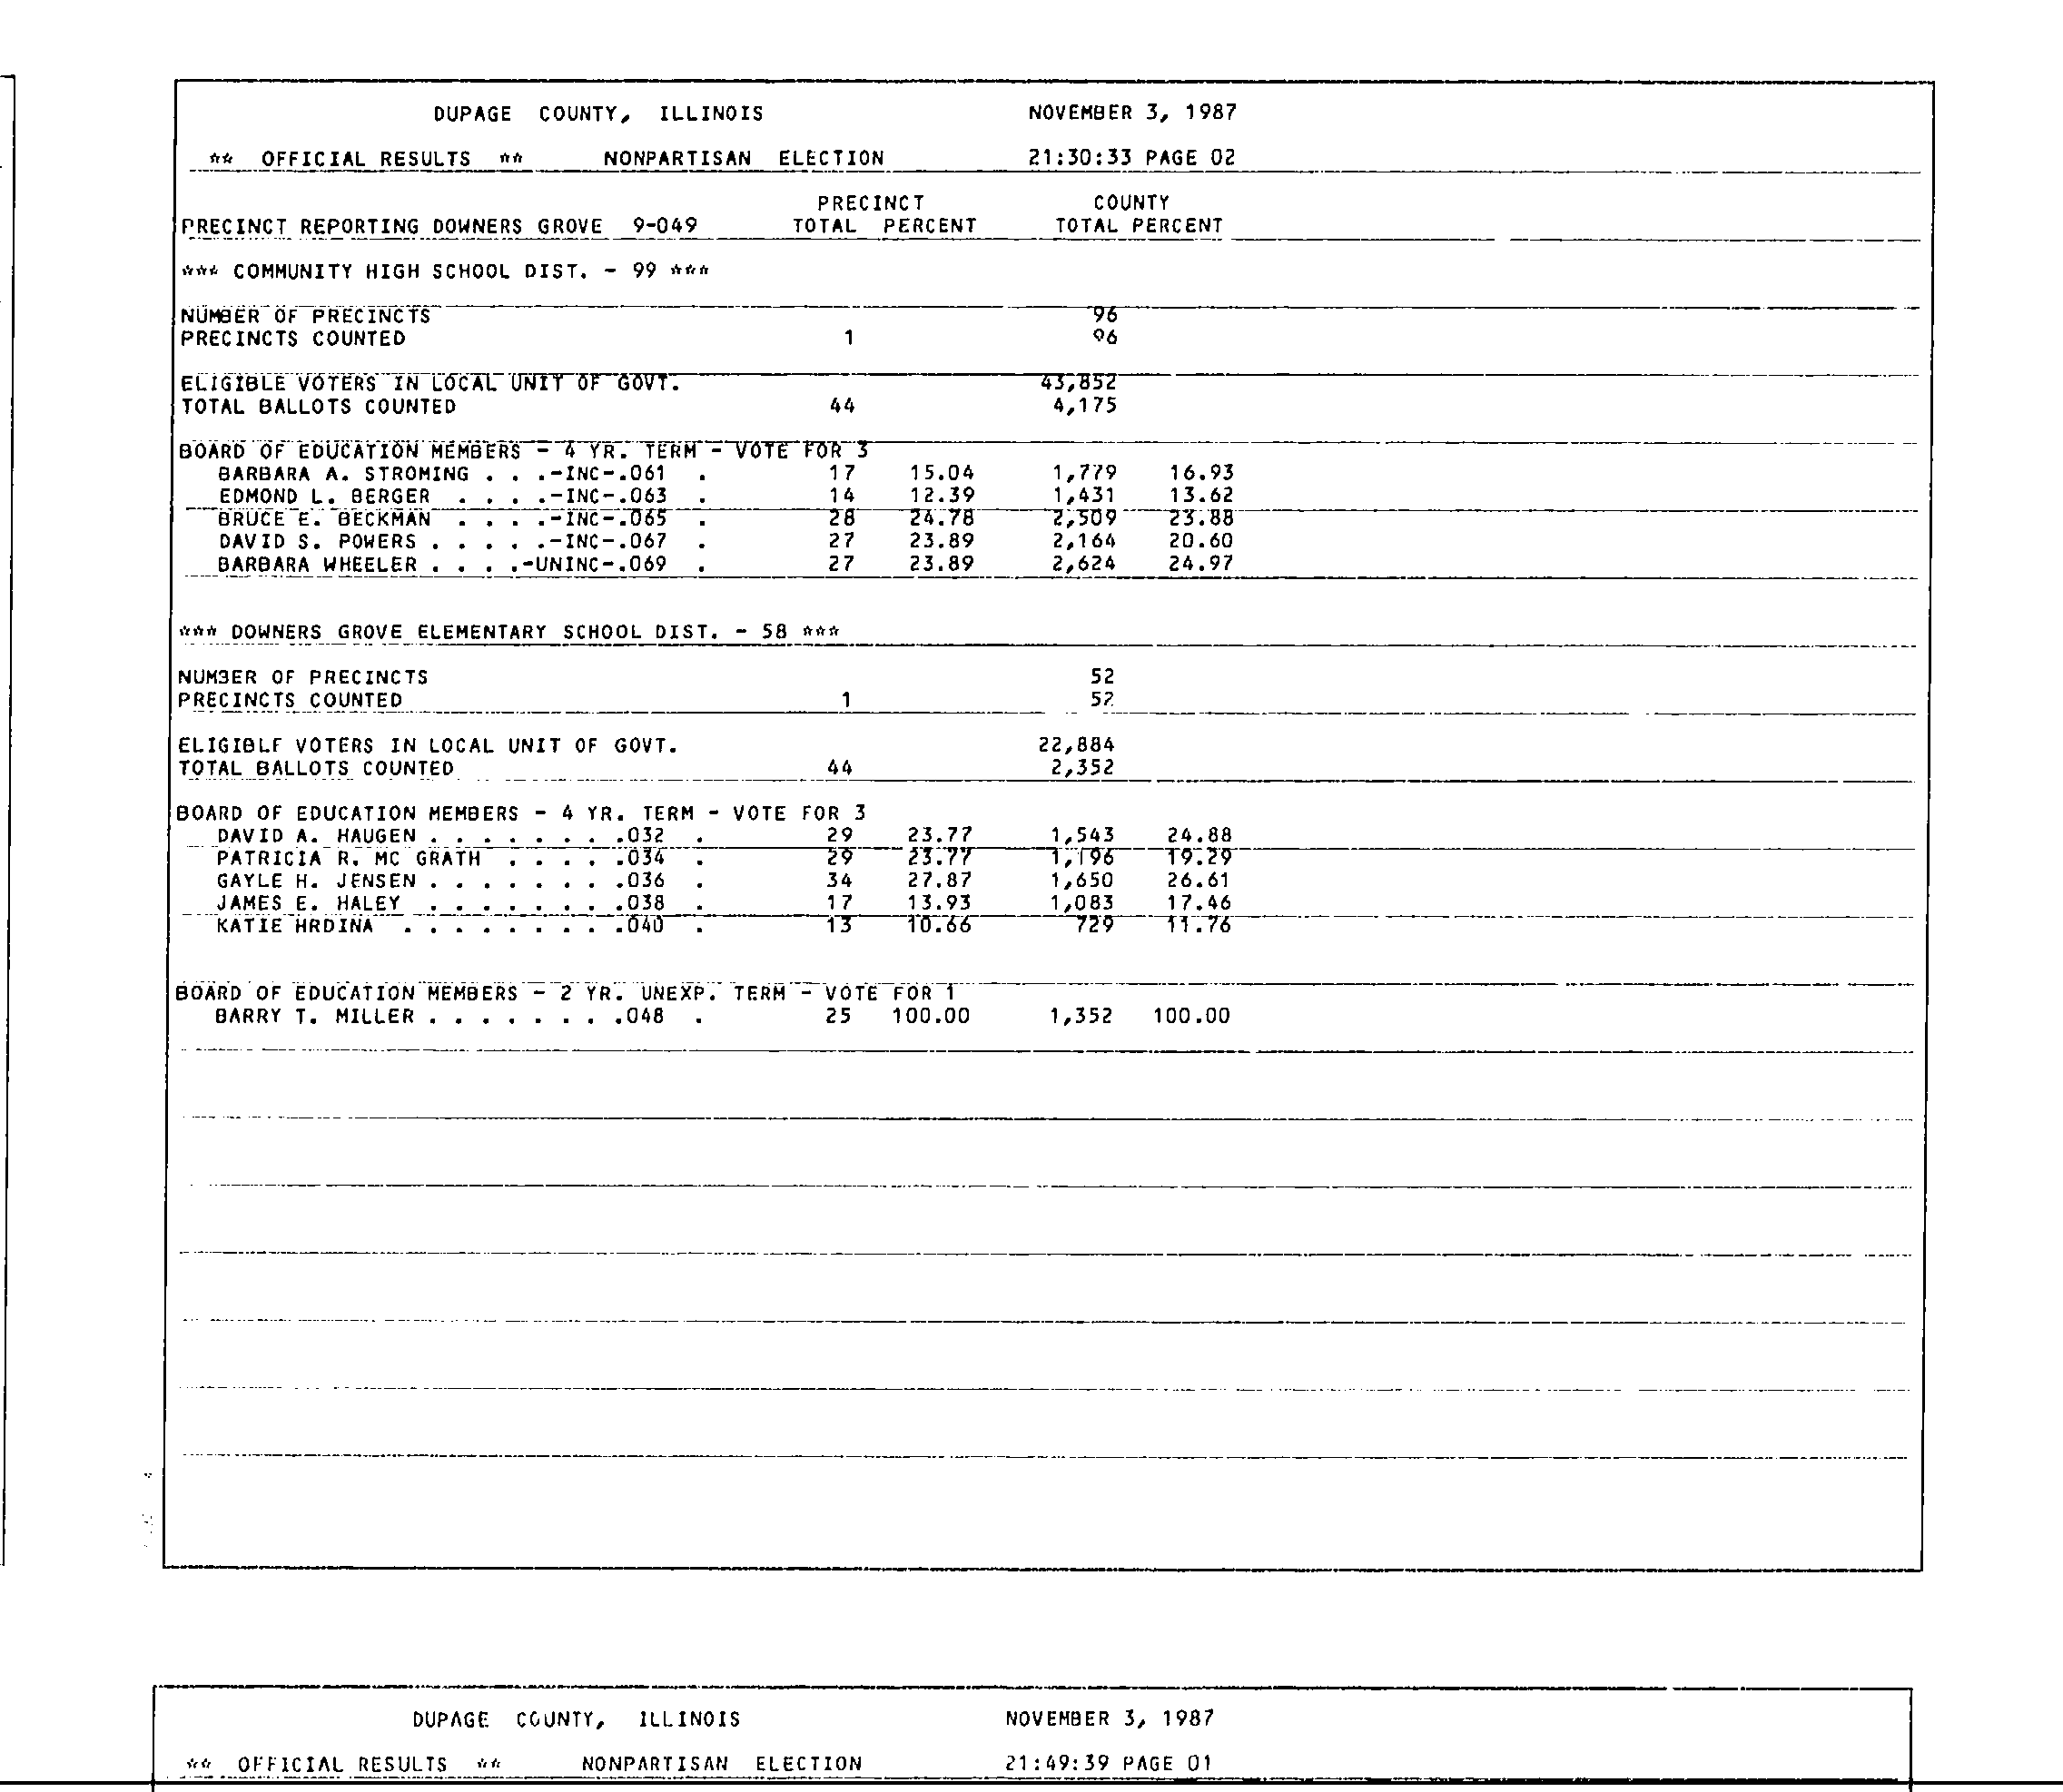 DUPAGE COUNTY, ILLINOIS NOVEMBER 3, 1987
** OFFICIAL RESULTS ** NONPARTISAN ELECTION 21:30:33 PAGE 02
PRECINCT COUNTY
PRECINCT REPORTING DOWNERS GROVE 9-049 TOTAL PERCENT TOTAL PERCENT
*** COMMUNITY HIGH SCHOOL DIST. - 99 ***
NUMBER OF PRECINCTS 96
PRECINCTS COUNTED 1 96
ELIGIBLE VOTERS IN LOCAL UNIT OF GOVT. 43,852
TOTAL BALLOTS COUNTED 44 4,175
BOARD OF EDUCATION MEMBERS - 4 YR. TERM - VOTE FOR 3
BARBARA A. STROMING . . .-INC-.061 . 17 15.04 1,779 16.93
EDMOND L. BERGER . . . .-INC-.063 . 14 12.39 1,431 13.62
BRUCE E. BECKMAN . . . .-INC-.065 . 28 24.78 2,509 23.88
DAVID S. POWERS . . . . .-INC-.067 . 27 23.89 2,164 20.60
BARBARA WHEELER . . . .-UNINC-.069 . 27 23.89 2,624 24.97
*** DOWNERS GROVE ELEMENTARY SCHOOL DIST. - 58 ***
NUMBER OF PRECINCTS 52
PRECINCTS COUNTED 1 52
ELIGIBLE VOTERS IN LOCAL UNIT OF GOVT. 22,884
TOTAL BALLOTS COUNTED 44 2,352
BOARD OF EDUCATION MEMBERS - 4 YR. TERM - VOTE FOR 3
DAVID A. HAUGEN . . . . . . . .032 . 29 23.77 1,543 24.88
PATRICIA R. MC GRATH . . . . .034 . 29 23.77 1,196 19.29
GAYLE H. JENSEN . . . . . . . .036 . 34 27.87 1,650 26.61
JAMES E. HALEY . . . . . . . .038 . 17 13.93 1,083 17.46
KATIE HRDINA . . . . . . . . .040 . 13 10.66 729 11.76
BOARD OF EDUCATION MEMBERS - 2 YR. UNEXP. TERM - VOTE FOR 1
BARRY T. MILLER . . . . . . . .048 . 25 100.00 1,352 100.00
DUPAGE COUNTY, ILLINOIS NOVEMBER 3, 1987
** OFFICIAL RESULTS ** NONPARTISAN ELECTION 21:49:39 PAGE 01